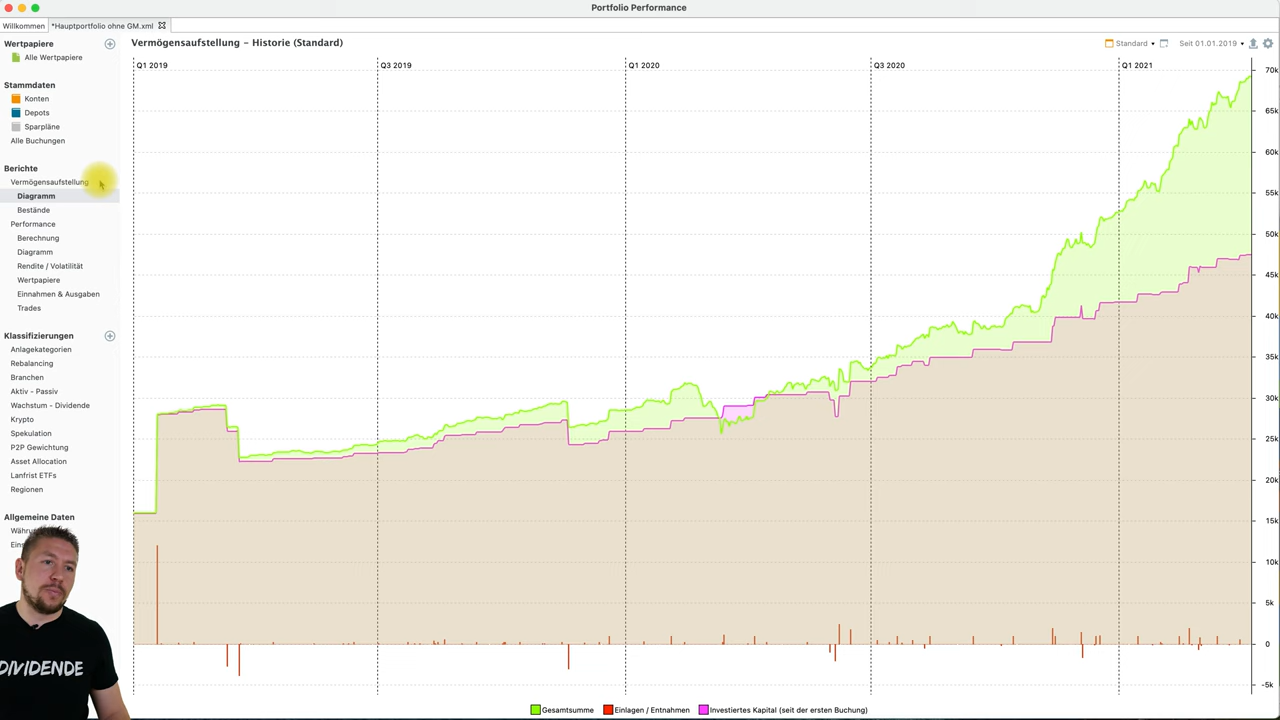 Portfolio Performance
Willkommen
*Hauptportfolio ohne GM.xml
Wertpapiere
Alle Wertpapiere
Stammdaten
Konten
Depots
Sparpläne
Alle Buchungen
Berichte
Vermögensaufstellung
Diagramm
Bestände
Performance
Berechnung
Diagramm
Rendite / Volatilität
Wertpapiere
Einnahmen & Ausgaben
Trades
Klassifizierungen
Anlagekategorien
Rebalancing
Branchen
Aktiv - Passiv
Wachstum - Dividende
Krypto
Spekulation
P2P Gewichtung
Asset Allocation
Lanfrist ETFs
Regionen
Allgemeine Daten
DIVIDENDE
Vermögensaufstellung – Historie (Standard)
Standard
Seit 01.01.2019
Q1 2019
Q3 2019
Q1 2020
Q3 2020
Q1 2021
70k
65k
60k
55k
50k
45k
40k
35k
30k
25k
20k
15k
10k
5k
0
-5k
Gesamtsumme
Einlagen / Entnahmen
Investiertes Kapital (seit der ersten Buchung)